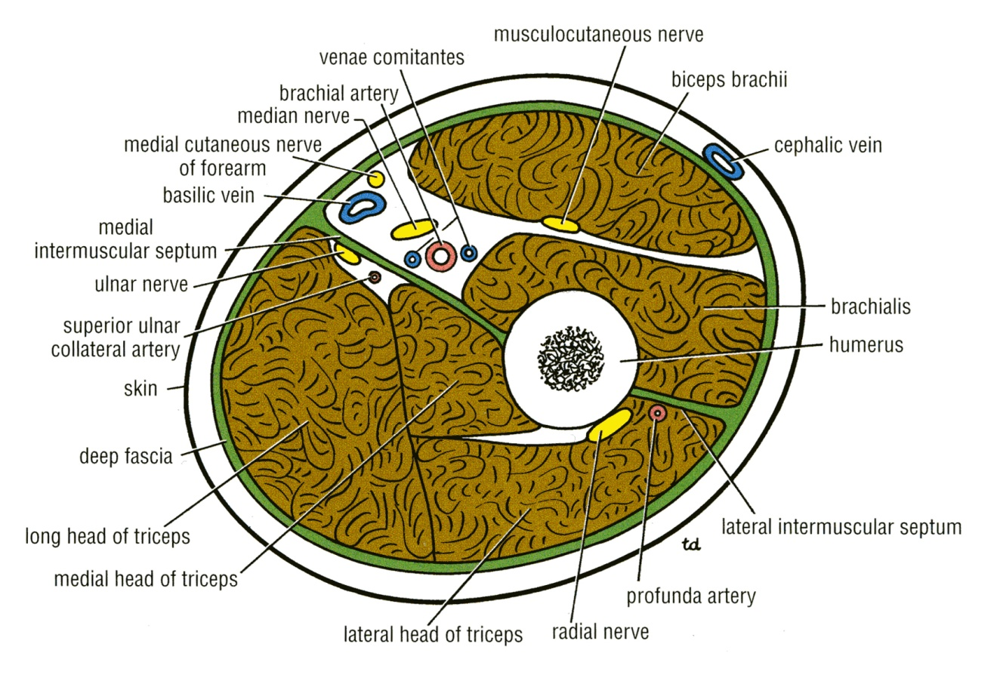 musculocutaneous nerve
venae comitantes
biceps brachii
brachial artery
median nerve
medial cutaneous nerve
of forearm
cephalic vein
basilic vein
medial
intermuscular septum
ulnar nerve
brachialis
superior ulnar
collateral artery
humerus
skin
deep fascia
long head of triceps
lateral intermuscular septum
td
medial head of triceps
profunda artery
lateral head of triceps
radial nerve